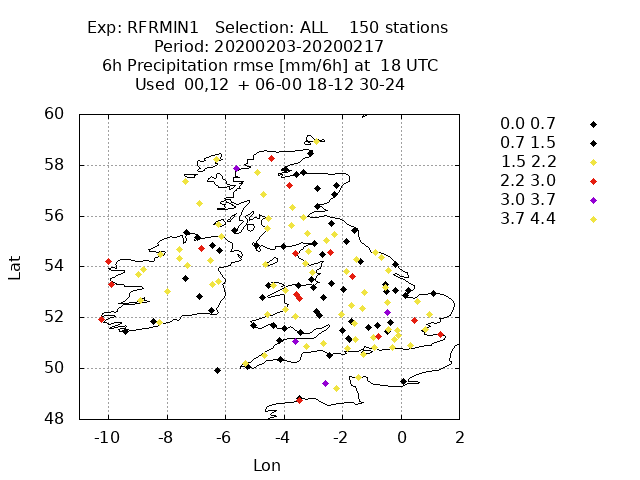 Exp: RFRMIN1 Selection: ALL 150 stations
Period: 20200203-20200217
6h Precipitation rmse [mm/6h] at 18 UTC
Used 00,12 + 06-00 18-12 30-24
0.0 0.7
0.7 1.5
1.5 2.2
2.2 3.0
3.0 3.7
3.7 4.4
60
58
56
54
52
50
48
Lat
-10 -8 -6 -4 -2 0 2
Lon